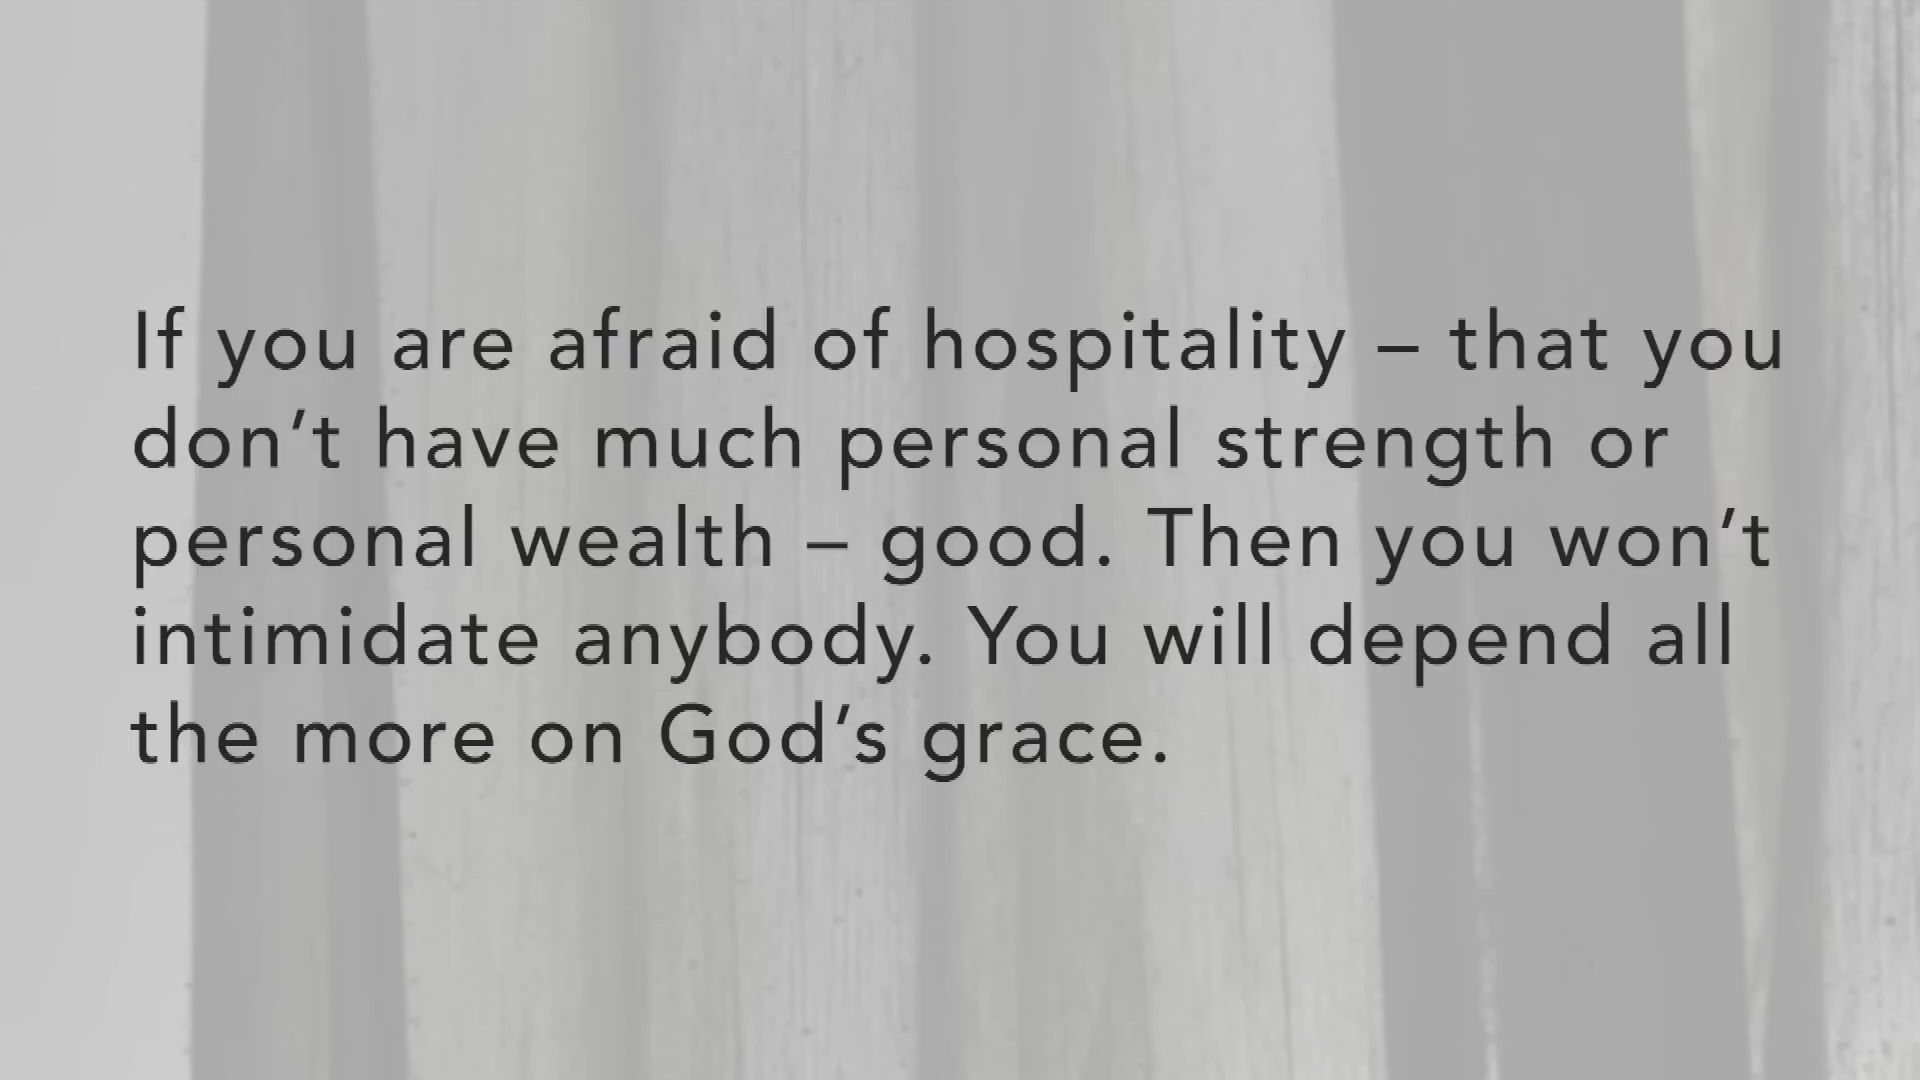 If you are afraid of hospitality – that you
don’t have much personal strength or
personal wealth – good. Then you won’t
intimidate anybody. You will depend all
the more on God’s grace.